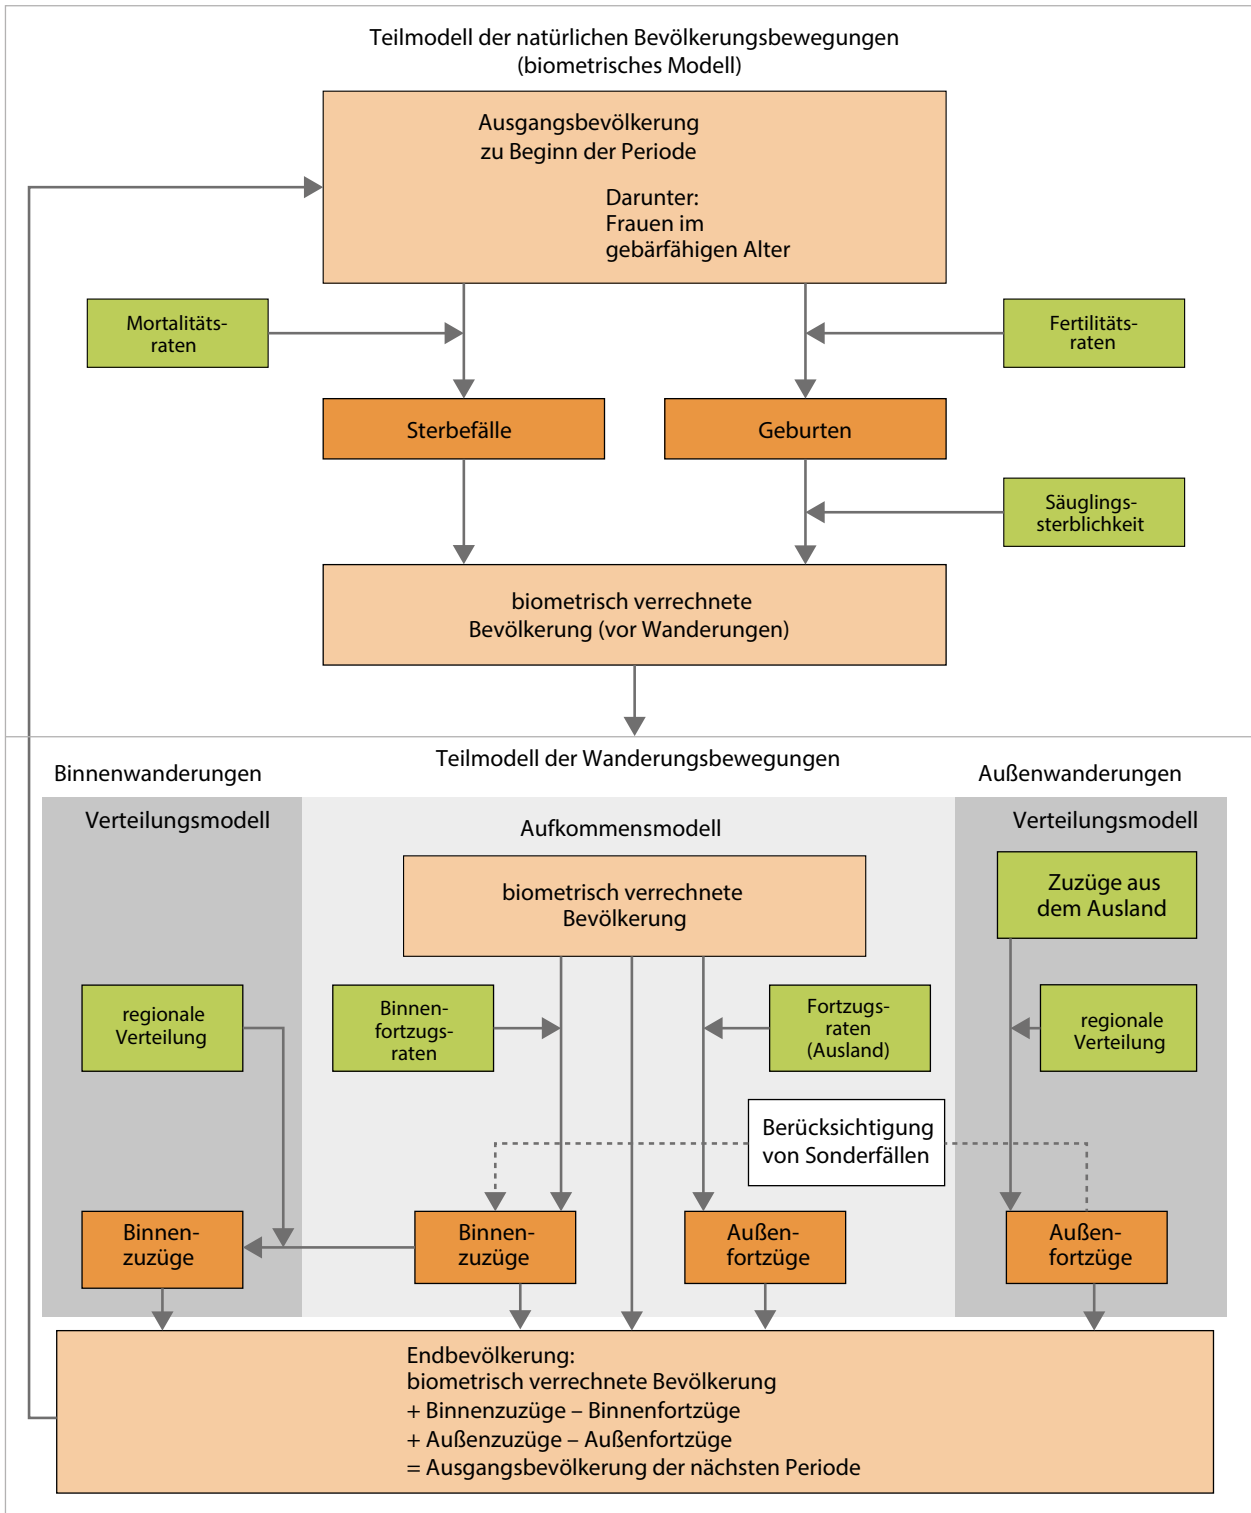 Teilmodell der natürlichen Bevölkerungsbewegungen
(biometrisches Modell)
Ausgangsbevölkerung
zu Beginn der Periode
Darunter:
Frauen im
gebärfähigen Alter
Mortalitäts-
raten
Fertilitäts-
raten
Sterbefälle
Geburten
Säuglings-
sterblichkeit
biometrisch verrechnete
Bevölkerung (vor Wanderungen)
Teilmodell der Wanderungsbewegungen
Binnenwanderungen
Außenwanderungen
Verteilungsmodell
Aufkommensmodell
Verteilungsmodell
biometrisch verrechnete
Bevölkerung
Zuzüge aus
dem Ausland
regionale
Verteilung
Binnen-
fortzugs-
raten
Fortzugs-
raten
(Ausland)
regionale
Verteilung
Berücksichtigung
von Sonderfällen
Binnen-
zuzüge
Binnen-
zuzüge
Außen-
fortzüge
Außen-
fortzüge
Endbevölkerung:
biometrisch verrechnete Bevölkerung
+ Binnenzuzüge – Binnenfortzüge
+ Außenzuzüge – Außenfortzüge
= Ausgangsbevölkerung der nächsten Periode